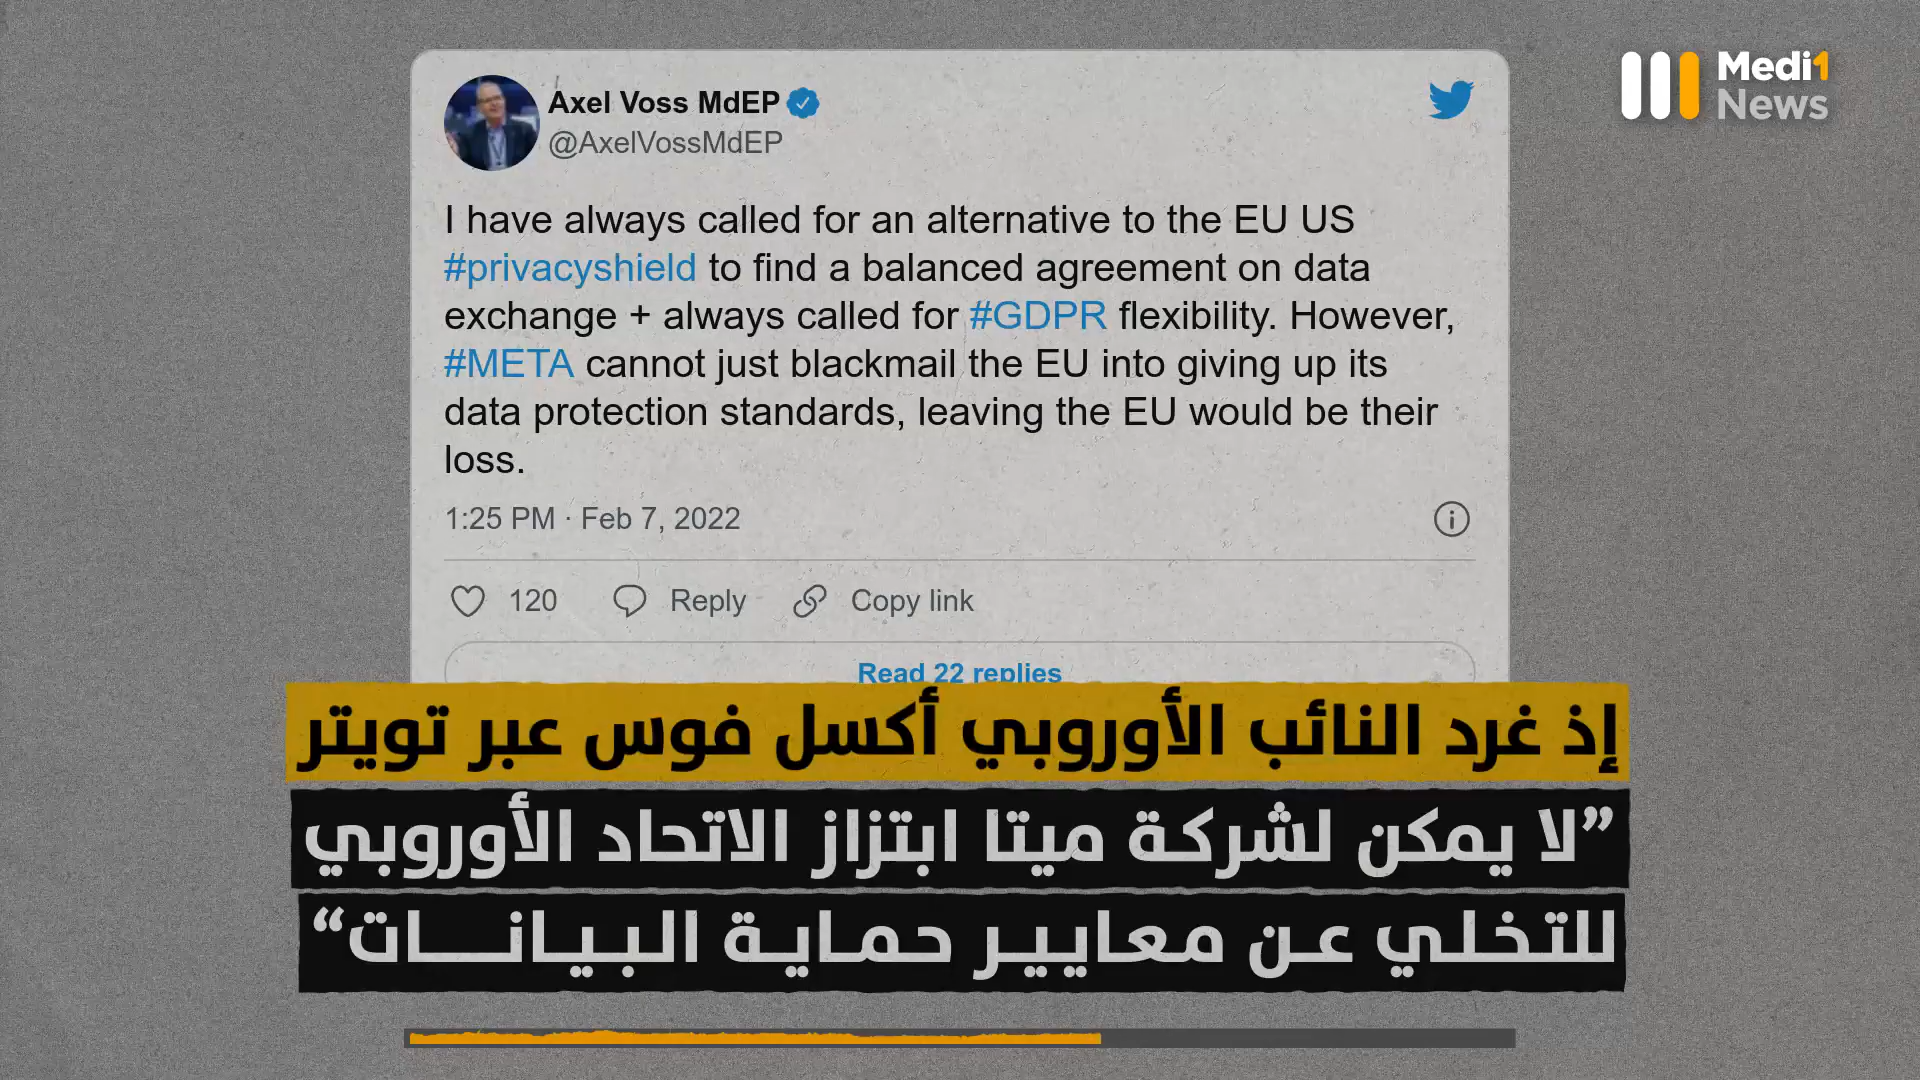 Medi1
News
Axel Voss MdEP
@AxelVossMdEP
I have always called for an alternative to the EU US
#privacyshield to find a balanced agreement on data
exchange + always called for #GDPR flexibility. However,
#META cannot just blackmail the EU into giving up its
data protection standards, leaving the EU would be their
loss.
1:25 PM · Feb 7, 2022
120 Reply Copy link
Read 22 replies
إذ غرد النائب الأوروبي أكسل فوس عبر تويتر
”لا يمكن لشركة ميتا ابتزاز الاتحاد الأوروبي
للتخلي عن معايير حماية البيانــات“